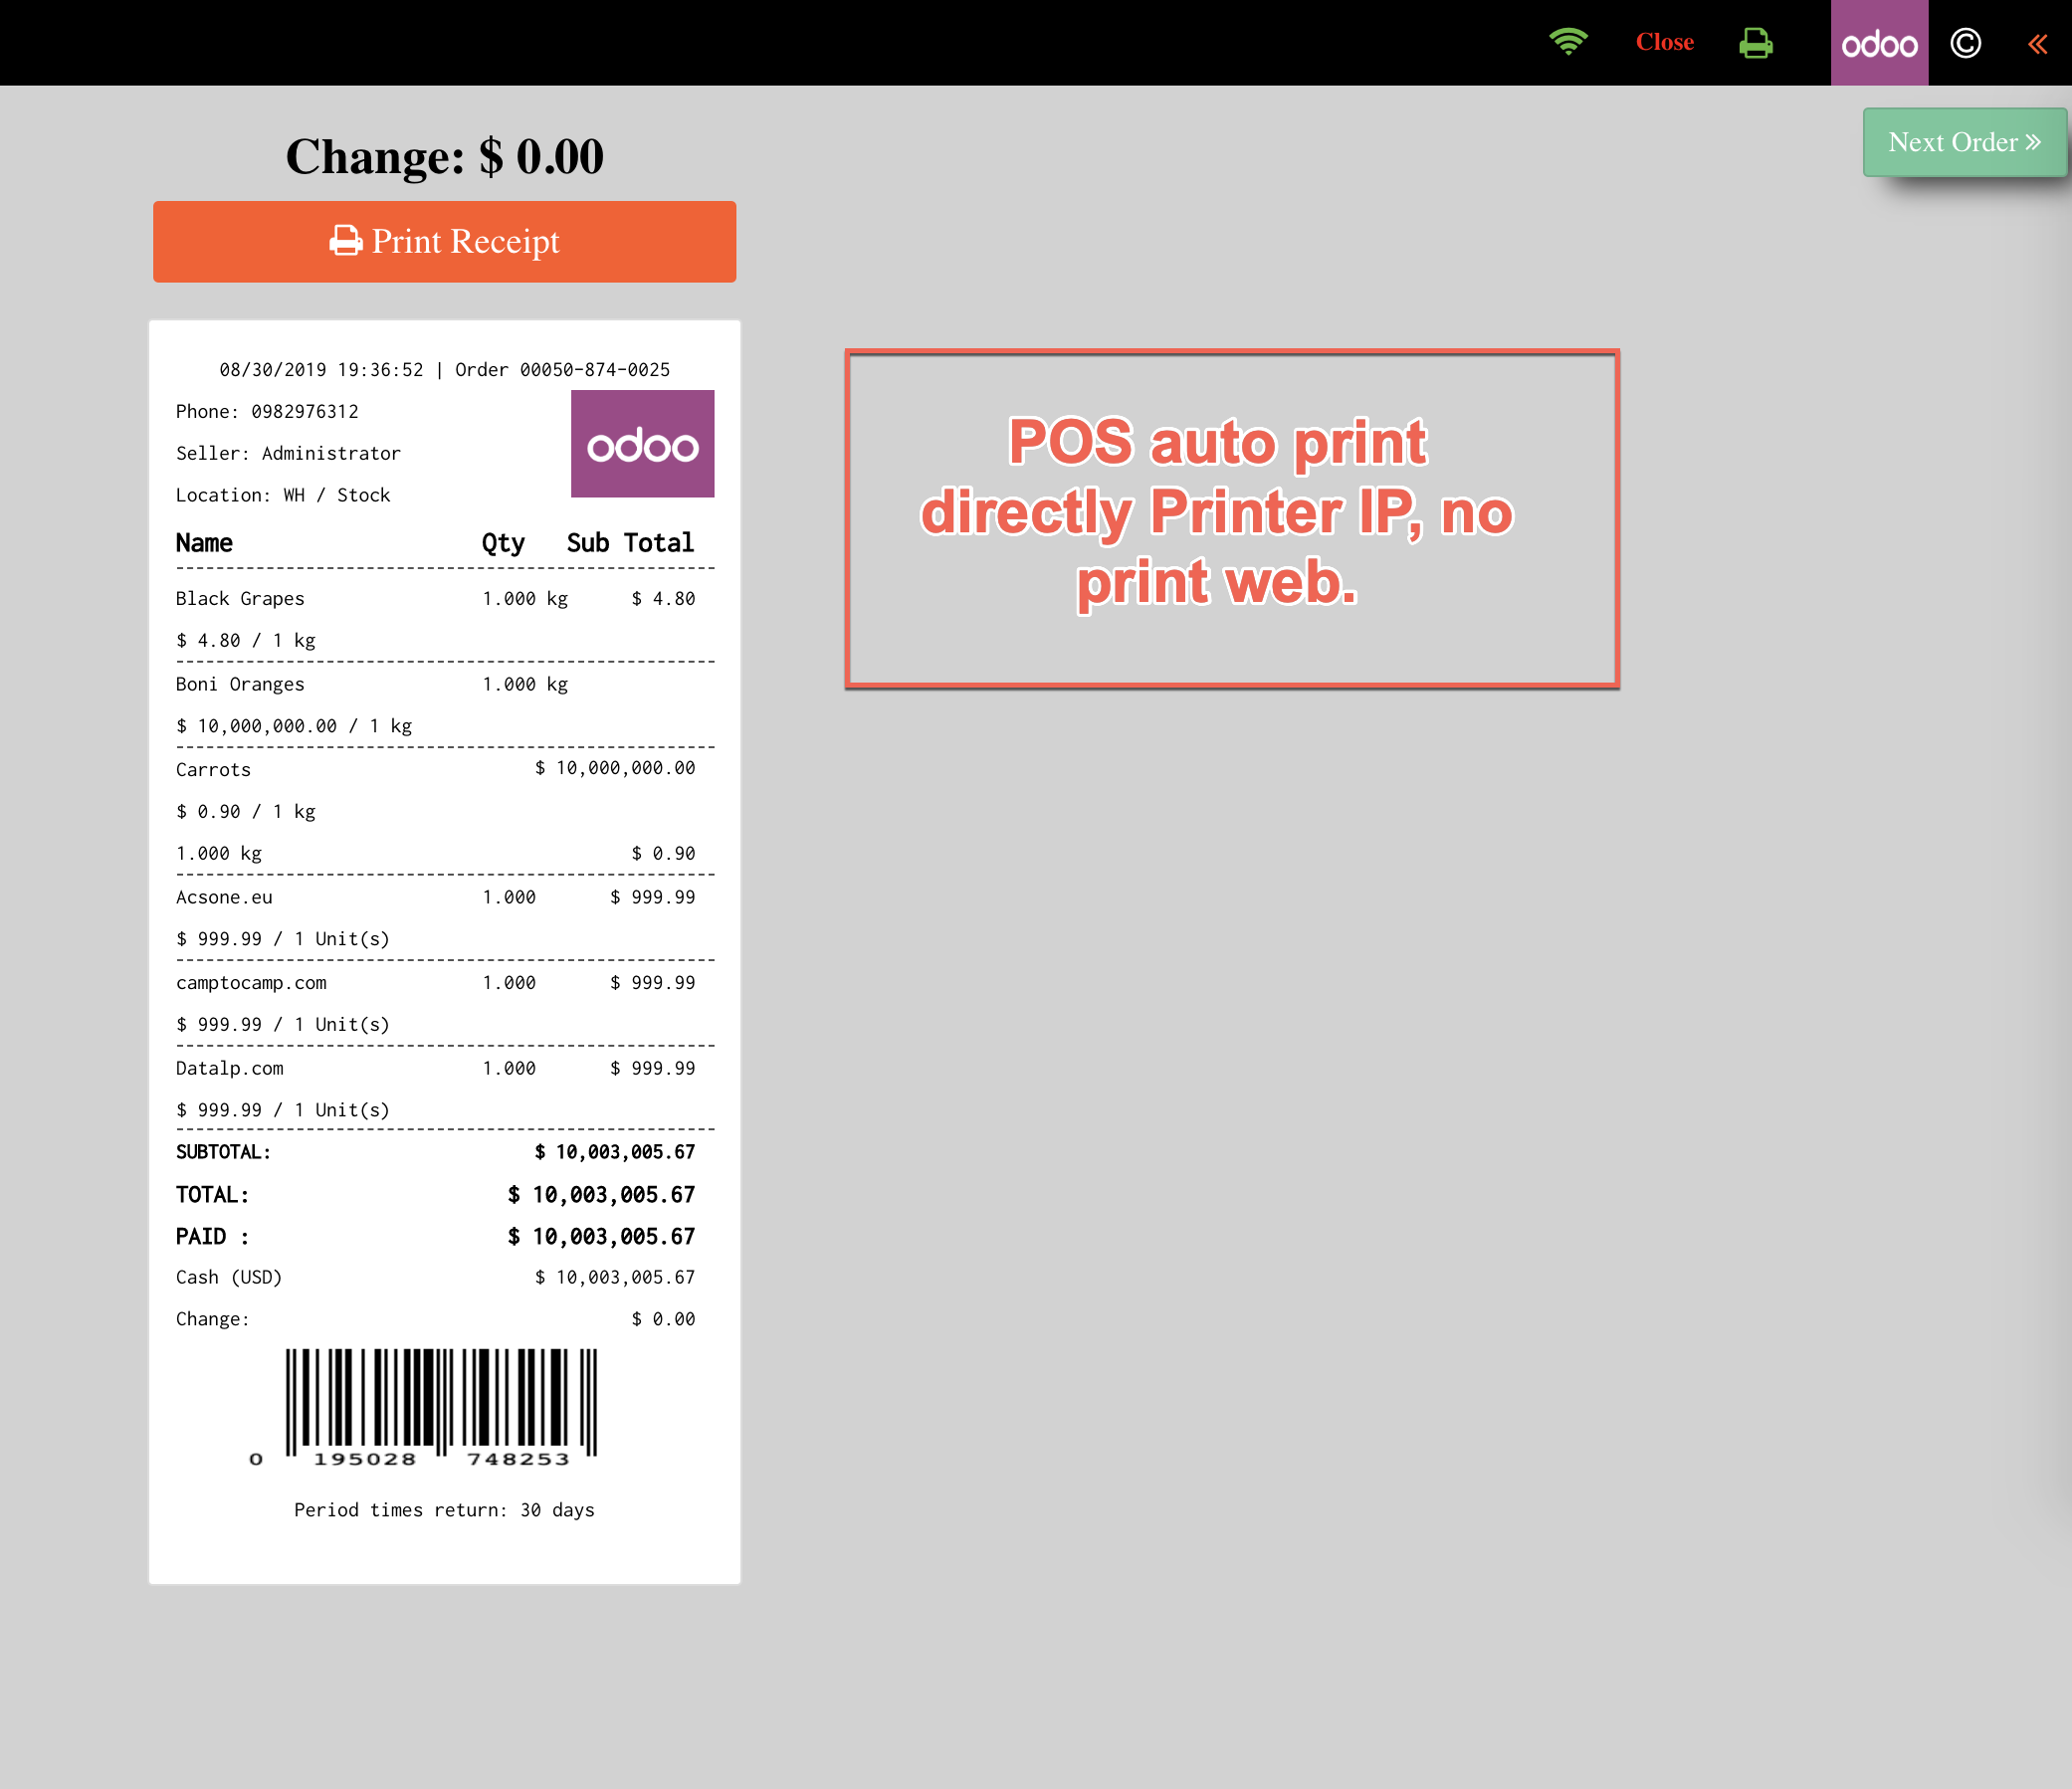 Close
odoo
©
Next Order »
Change: $ 0.00
Print Receipt
08/30/2019 19:36:52 | Order 00050-874-0025
Phone: 0982976312
odoo
Seller: Administrator
Location: WH / Stock
Name Qty Sub Total
Black Grapes 1.000 kg $ 4.80
$ 4.80 / 1 kg
Boni Oranges 1.000 kg
$ 10,000,000.00 / 1 kg
Carrots $ 10,000,000.00
$ 0.90 / 1 kg
1.000 kg $ 0.90
Acsone.eu 1.000 $ 999.99
$ 999.99 / 1 Unit(s)
camptocamp.com 1.000 $ 999.99
$ 999.99 / 1 Unit(s)
Datalp.com 1.000 $ 999.99
$ 999.99 / 1 Unit(s)
SUBTOTAL: $ 10,003,005.67
TOTAL: $ 10,003,005.67
PAID : $ 10,003,005.67
Cash (USD) $ 10,003,005.67
Change: $ 0.00
0 195028 748253
Period times return: 30 days
POS auto print
directly Printer IP, no
print web.